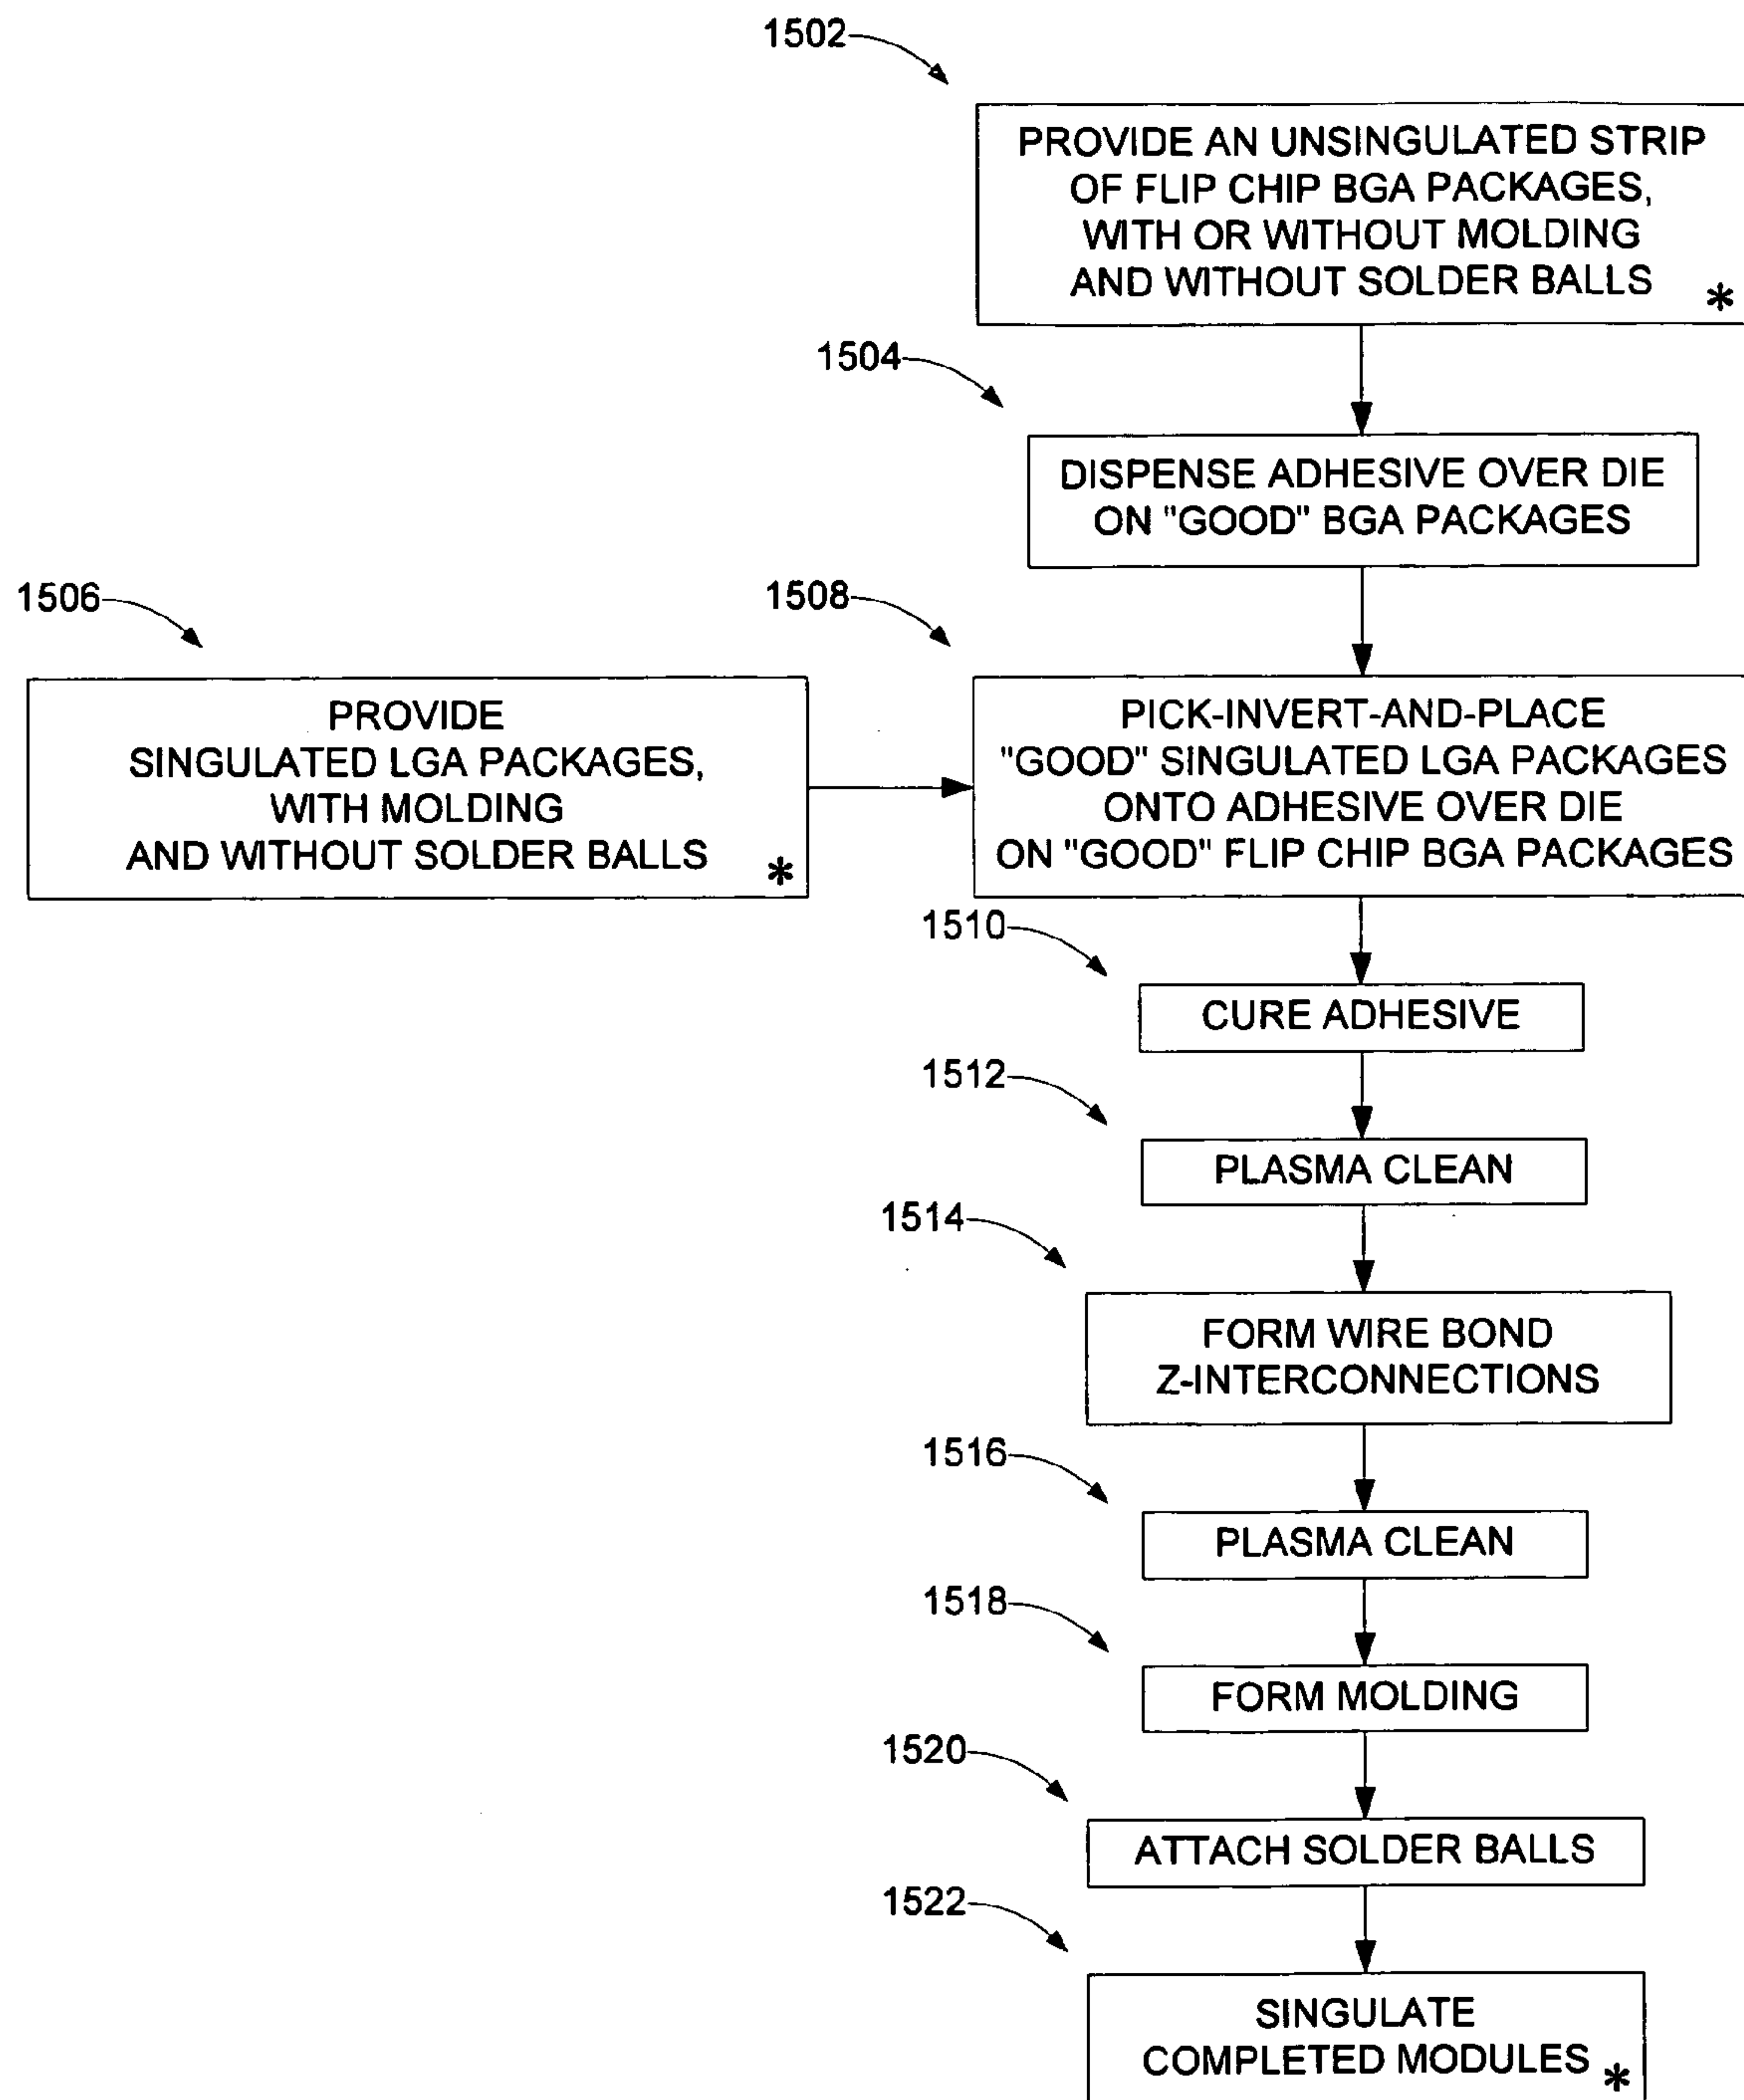 1502
PROVIDE AN UNSINGULATED STRIP
OF FLIP CHIP BGA PACKAGES,
WITH OR WITHOUT MOLDING
AND WITHOUT SOLDER BALLS *
1504
DISPENSE ADHESIVE OVER DIE
ON "GOOD" BGA PACKAGES
1506
PROVIDE
SINGULATED LGA PACKAGES,
WITH MOLDING
AND WITHOUT SOLDER BALLS *
1508
PICK-INVERT-AND-PLACE
"GOOD" SINGULATED LGA PACKAGES
ONTO ADHESIVE OVER DIE
ON "GOOD" FLIP CHIP BGA PACKAGES
1510
CURE ADHESIVE
1512
PLASMA CLEAN
1514
FORM WIRE BOND
Z-INTERCONNECTIONS
1516
PLASMA CLEAN
1518
FORM MOLDING
1520
ATTACH SOLDER BALLS
1522
SINGULATE
COMPLETED MODULES *